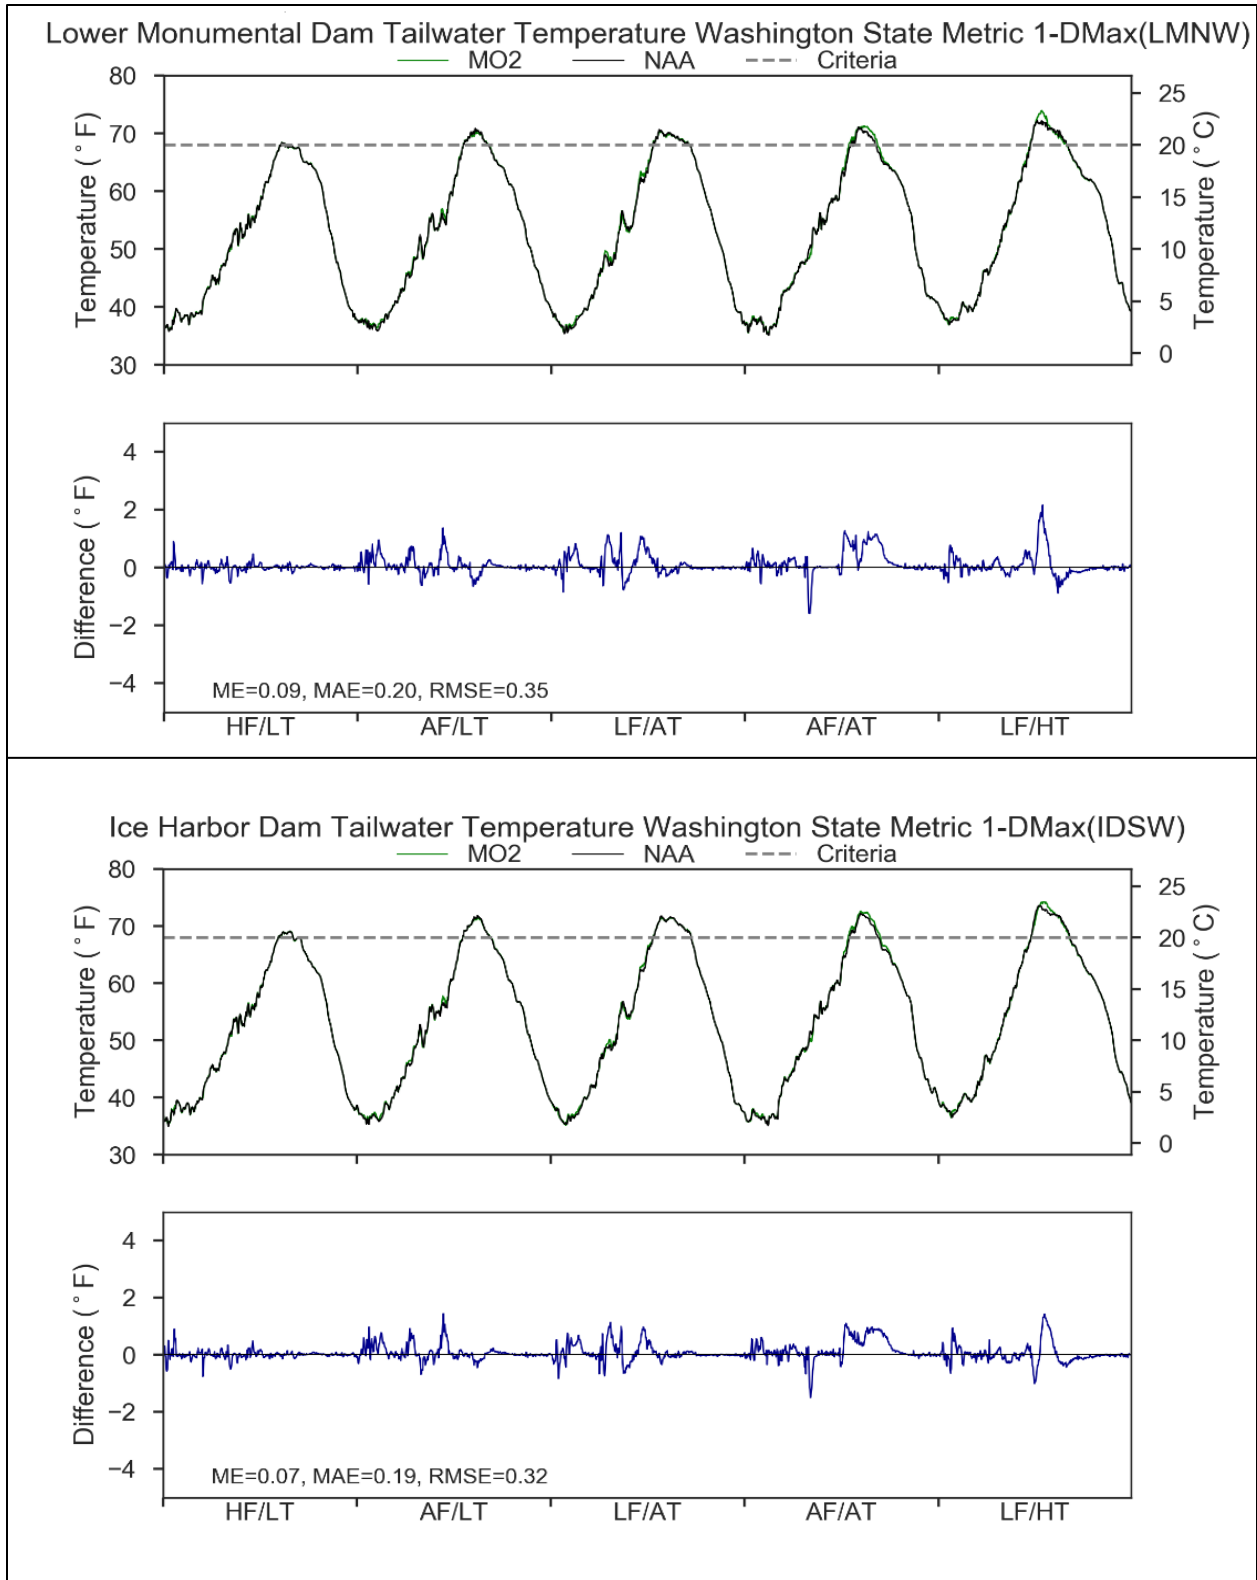 Lower Monumental Dam Tailwater Temperature Washington State Metric 1-DMax(LMNW)
MO2 NAA Criteria
Temperature (°F)
80
70
60
50
40
30
25
20
15
10
5
0
Temperature (°C)
Difference (°F)
4
2
0
−2
−4
ME=0.09, MAE=0.20, RMSE=0.35
HF/LT AF/LT LF/AT AF/AT LF/HT
Ice Harbor Dam Tailwater Temperature Washington State Metric 1-DMax(IDSW)
MO2 NAA Criteria
Temperature (°F)
80
70
60
50
40
30
25
20
15
10
5
0
Temperature (°C)
Difference (°F)
4
2
0
−2
−4
ME=0.07, MAE=0.19, RMSE=0.32
HF/LT AF/LT LF/AT AF/AT LF/HT